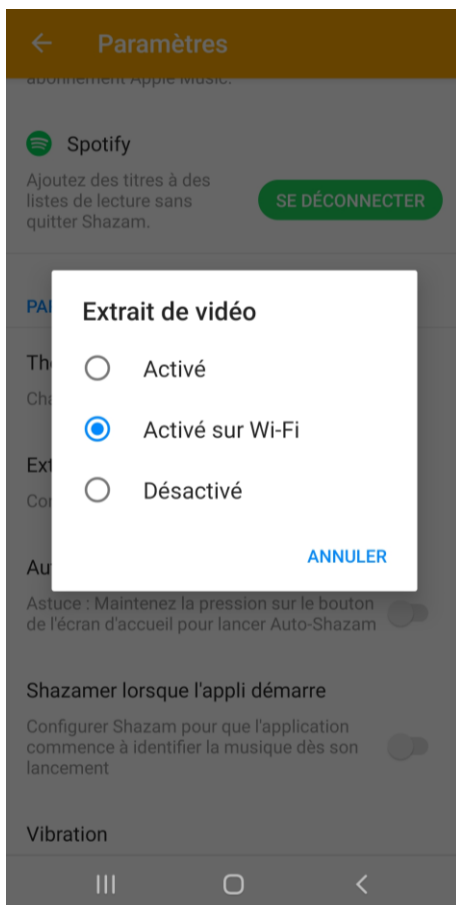 Paramètres
abonnement Apple Music.
Spotify
Ajoutez des titres à des
listes de lecture sans
quitter Shazam.
SE DÉCONNECTER
Extrait de vidéo
Activé
Activé sur Wi-Fi
Désactivé
ANNULER
Astuce : Maintenez la pression sur le bouton
de l'écran d'accueil pour lancer Auto-Shazam
Shazamer lorsque l'appli démarre
Configurer Shazam pour que l'application
commence à identifier la musique dès son
lancement
Vibration